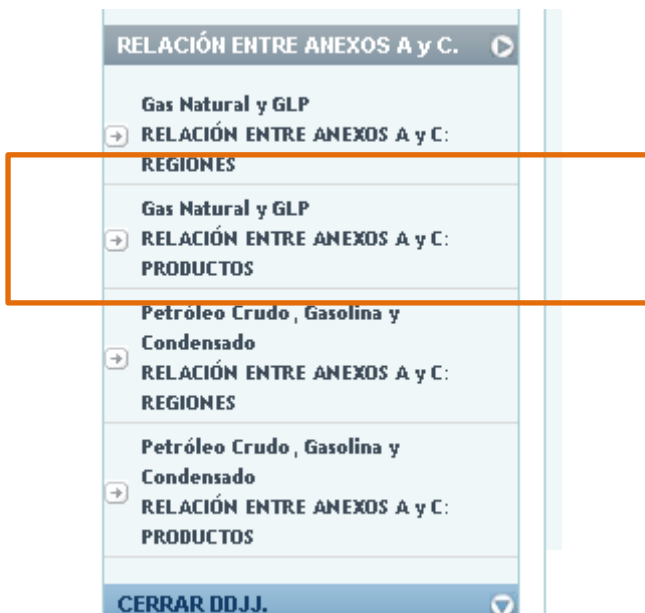 RELACIÓN ENTRE ANEXOS A y C.
Gas Natural y GLP
RELACIÓN ENTRE ANEXOS A y C:
REGIONES
Gas Natural y GLP
RELACIÓN ENTRE ANEXOS A y C:
PRODUCTOS
Petróleo Crudo, Gasolina y
Condensado
RELACIÓN ENTRE ANEXOS A y C:
REGIONES
Petróleo Crudo, Gasolina y
Condensado
RELACIÓN ENTRE ANEXOS A y C:
PRODUCTOS
CERRAR DDJJ.